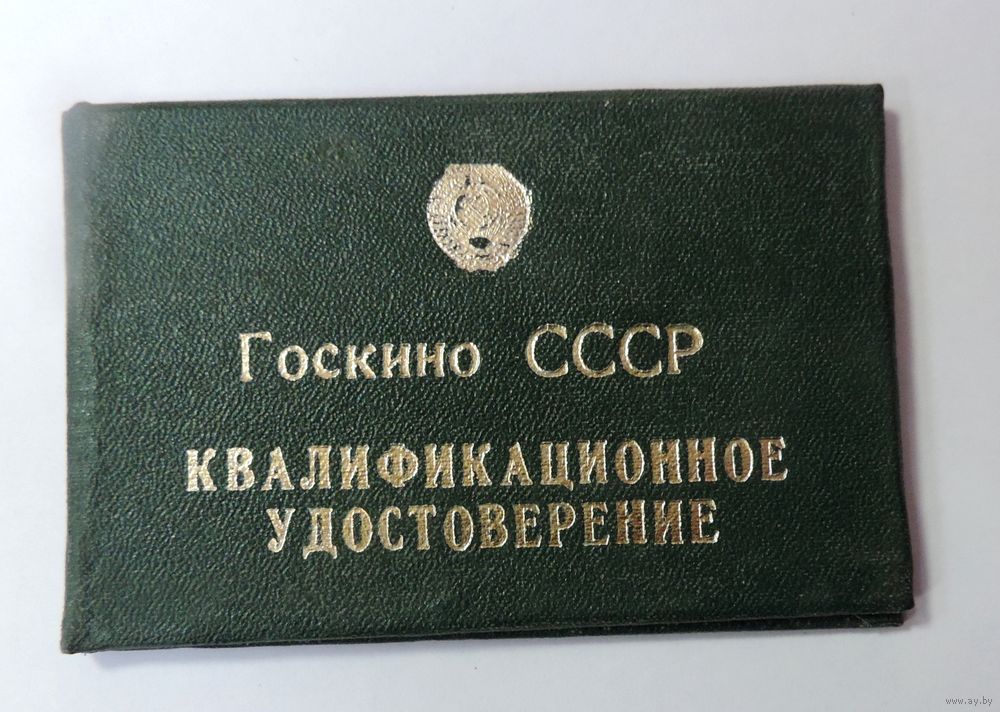 Госкино СССР
КВАЛИФИКАЦИОННОЕ
УДОСТОВЕРЕНИЕ
www.ay.by